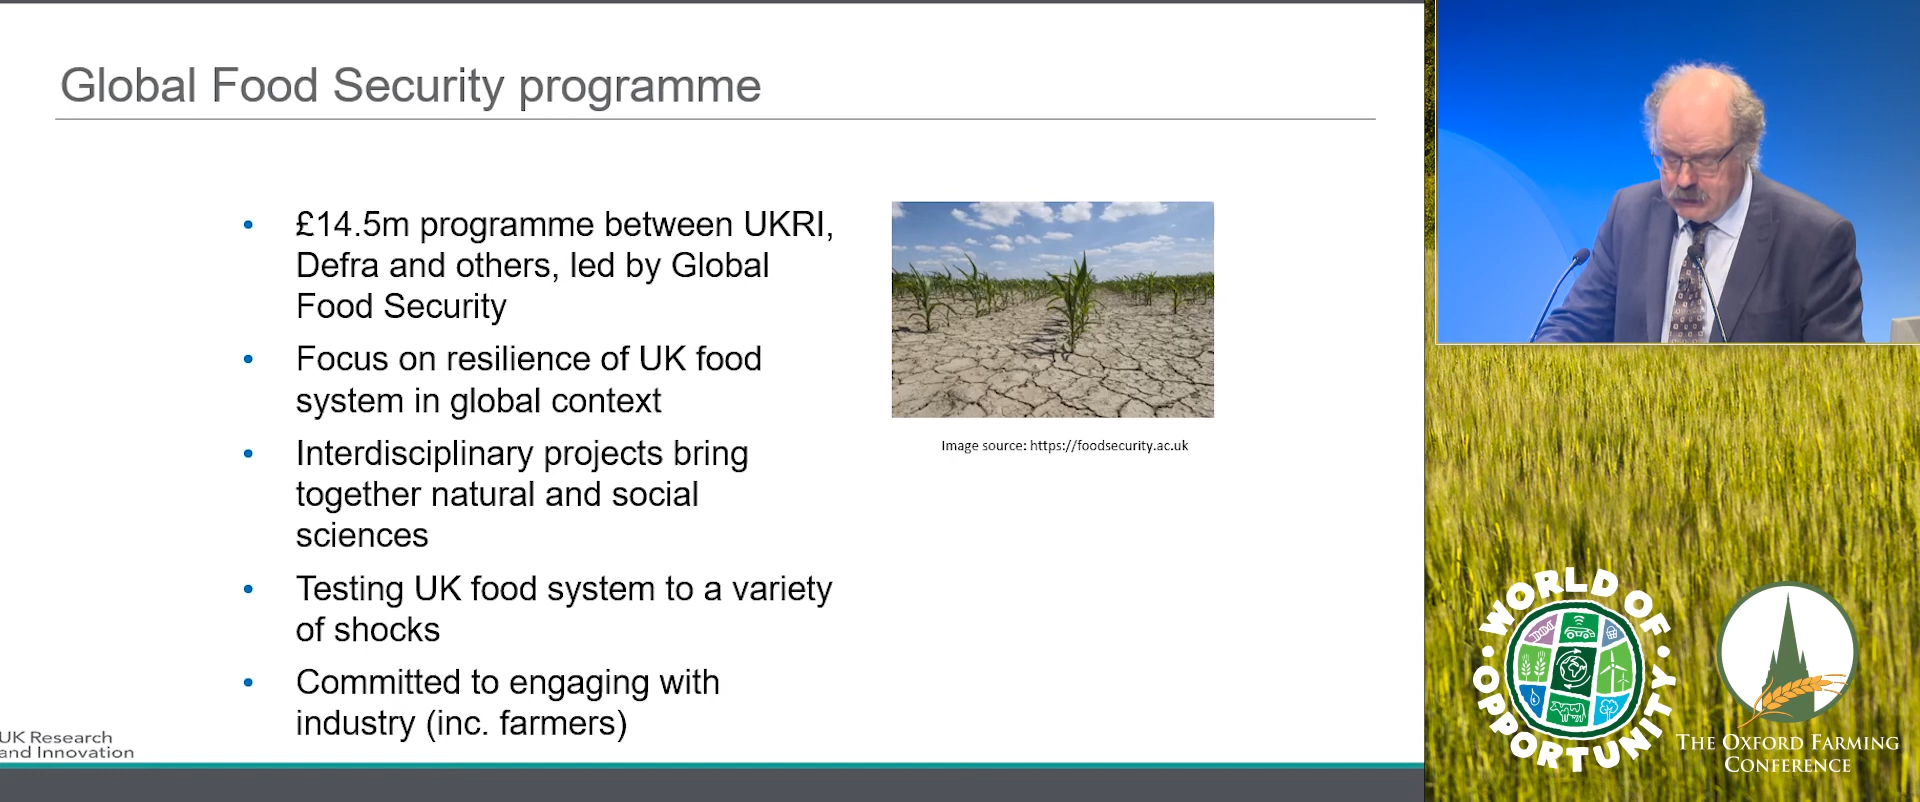 Global Food Security programme
• £14.5m programme between UKRI,
Defra and others, led by Global
Food Security
• Focus on resilience of UK food
system in global context
• Interdisciplinary projects bring
together natural and social
sciences
• Testing UK food system to a variety
of shocks
• Committed to engaging with
industry (inc. farmers)
Image source: https://foodsecurity.ac.uk
UK Research
and Innovation
WORLD OF
OPPORTUNITY
THE OXFORD FARMING
CONFERENCE